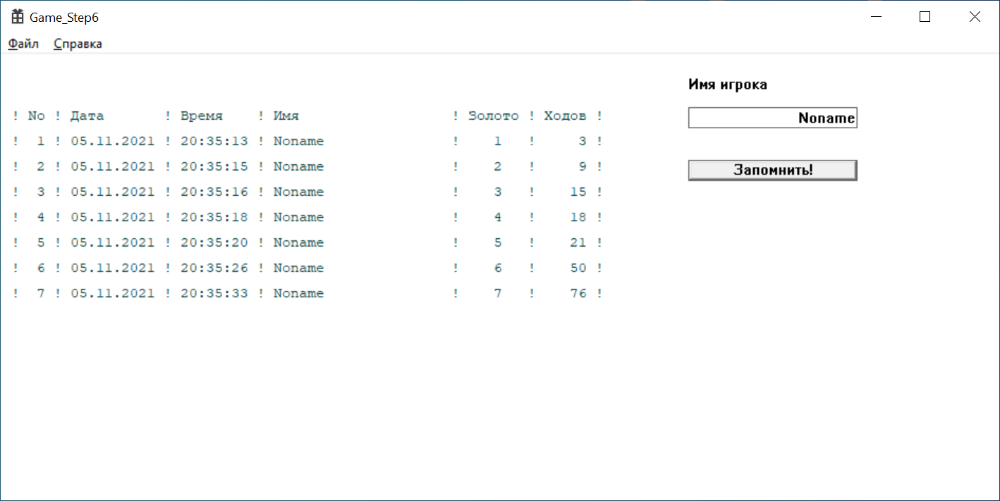 Game_Step6
Файл Справка
! No ! Дата       ! Время    ! Имя                  ! Золото ! Ходов !
!  1 ! 05.11.2021 ! 20:35:13 ! Noname               !    1   !     3 !
!  2 ! 05.11.2021 ! 20:35:15 ! Noname               !    2   !     9 !
!  3 ! 05.11.2021 ! 20:35:16 ! Noname               !    3   !    15 !
!  4 ! 05.11.2021 ! 20:35:18 ! Noname               !    4   !    18 !
!  5 ! 05.11.2021 ! 20:35:20 ! Noname               !    5   !    21 !
!  6 ! 05.11.2021 ! 20:35:26 ! Noname               !    6   !    50 !
!  7 ! 05.11.2021 ! 20:35:33 ! Noname               !    7   !    76 !
Имя игрока
Noname
Запомнить!